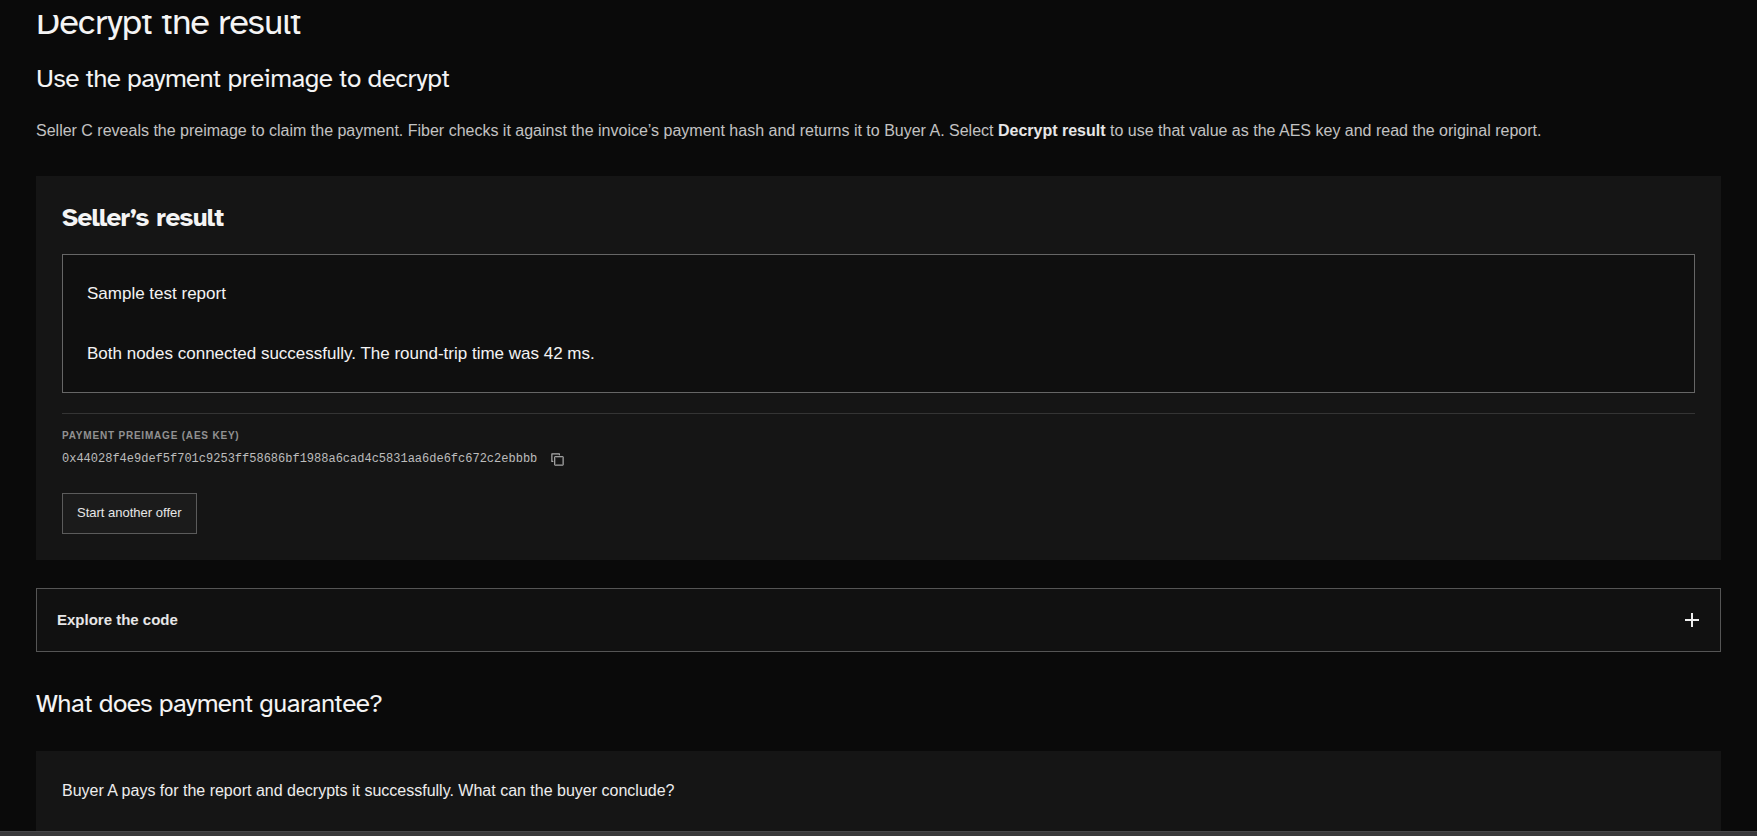 Decrypt the result
Use the payment preimage to decrypt
Seller C reveals the preimage to claim the payment. Fiber checks it against the invoice’s payment hash and returns it to Buyer A. Select Decrypt result to use that value as the AES key and read the original report.
Seller’s result
Sample test report
Both nodes connected successfully. The round-trip time was 42 ms.
PAYMENT PREIMAGE (AES KEY)
0x44028f4e9def5f701c9253ff58686bf1988a6cad4c5831aa6de6fc672c2ebbbb
Start another offer
Explore the code
What does payment guarantee?
Buyer A pays for the report and decrypts it successfully. What can the buyer conclude?